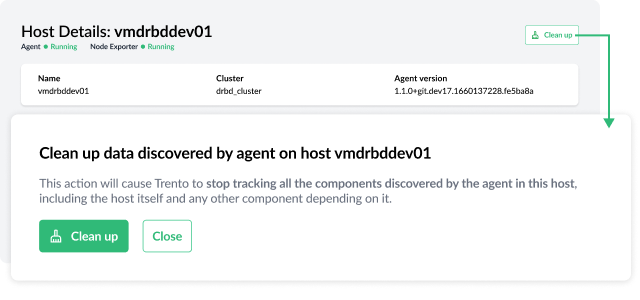 Host Details: vmdrbddev01
Agent Running Node Exporter Running
Clean up
Name Cluster Agent version
vmdrbddev01 drbd_cluster 1.1.0+git.dev17.1660137228.fe5ba8a
Clean up data discovered by agent on host vmdrbddev01
This action will cause Trento to stop tracking all the components discovered by the agent in this host,
including the host itself and any other component depending on it.
Clean up Close